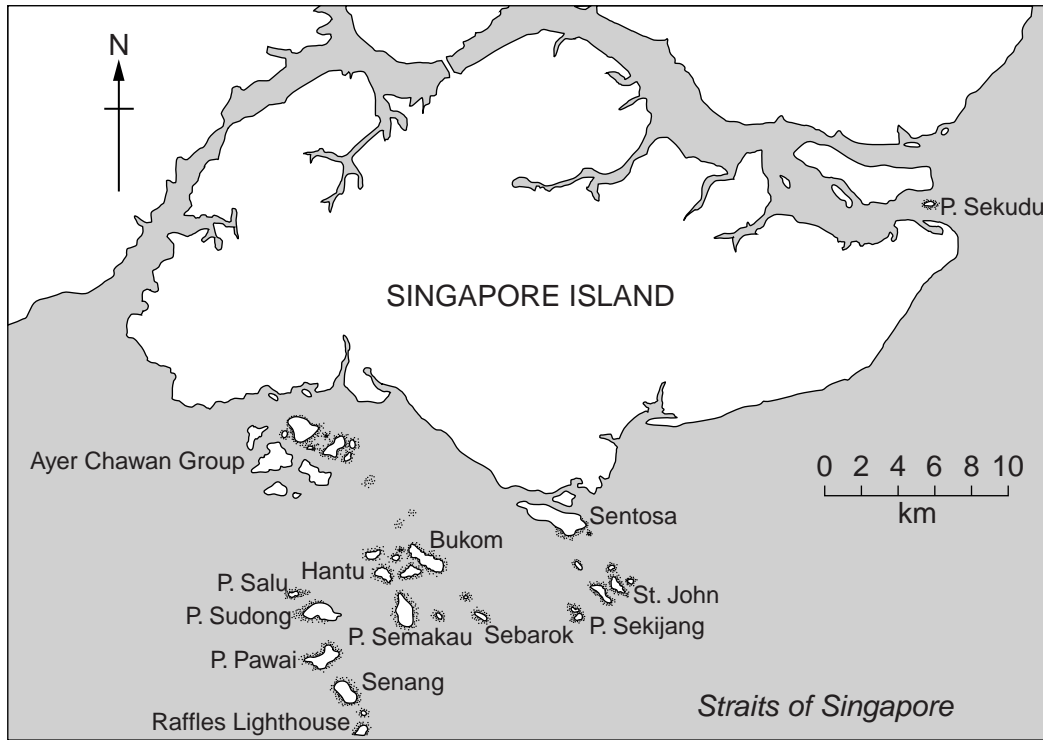 N
P. Sekudu
SINGAPORE ISLAND
Ayer Chawan Group
0 2 4 6 8 10
km
Sentosa
Bukom
Hantu
P. Salu
St. John
P. Sudong
P. Semakau
Sebarok
P. Sekijang
P. Pawai
Senang
Straits of Singapore
Raffles Lighthouse